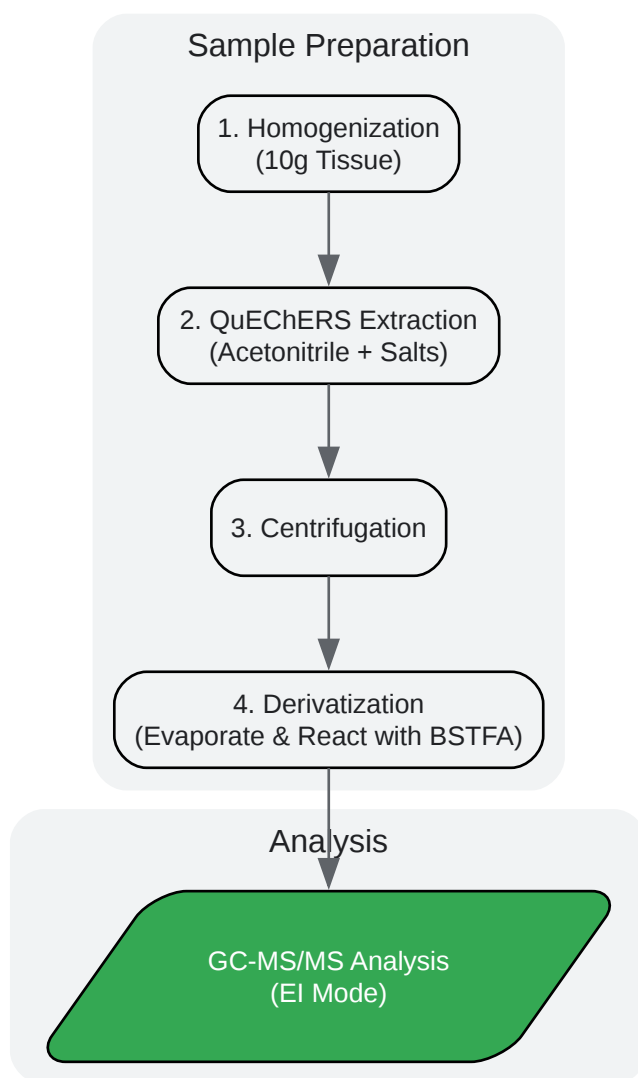 Sample Preparation
1. Homogenization
(10g Tissue)
2. QuEChERS Extraction
(Acetonitrile + Salts)
3. Centrifugation
4. Derivatization
(Evaporate & React with BSTFA)
Analysis
GC-MS/MS Analysis
(EI Mode)